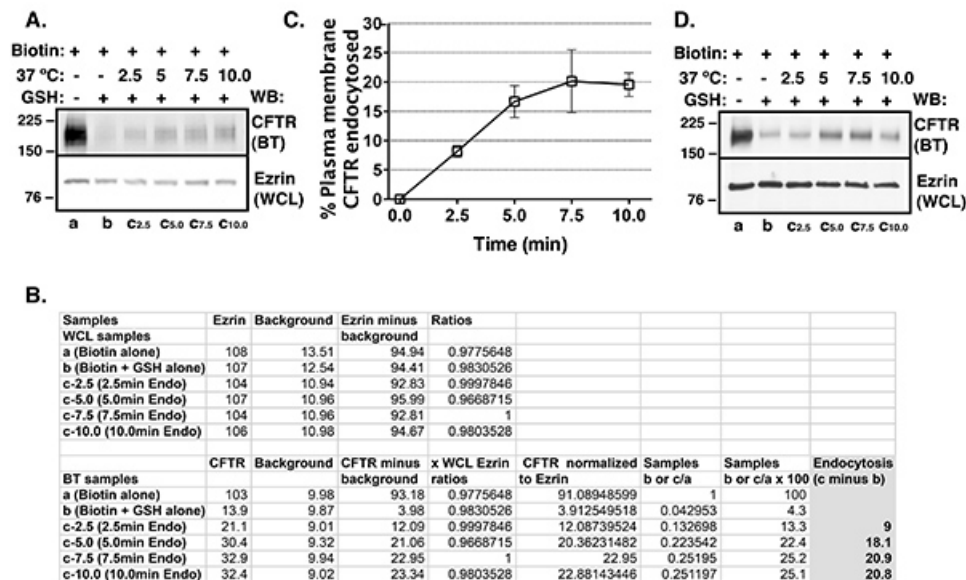 A.
Biotin: + + + + + +
37 ºC: - - 2.5 5 7.5 10.0
GSH: - + + + + + WB:
225
150
CFTR
(BT)
76
Ezrin
(WCL)
a b C2.5 C5.0 C7.5 C10.0
C.
% Plasma membrane
CFTR endocytosed
30
25
20
15
10
5
0
0.0 2.5 5.0 7.5 10.0
Time (min)
D.
Biotin: + + + + + +
37 ºC: - - 2.5 5 7.5 10.0
GSH: - + + + + + WB:
225
150
CFTR
(BT)
76
Ezrin
(WCL)
a b C2.5 C5.0 C7.5 C10.0
B.
Samples Ezrin Background Ezrin minus Ratios
WCL samples background
a (Biotin alone) 108 13.51 94.94 0.9775648
b (Biotin + GSH alone) 107 12.54 94.41 0.9830526
c-2.5 (2.5min Endo) 104 10.94 92.83 0.9997846
c-5.0 (5.0min Endo) 107 10.96 95.99 0.9668715
c-7.5 (7.5min Endo) 104 10.96 92.81 1
c-10.0 (10.0min Endo) 106 10.98 94.67 0.9803528
CFTR Background CFTR minus x WCL Ezrin CFTR normalized Samples Samples Endocytosis
BT samples background ratios to Ezrin b or c/a b or c/a x 100 (c minus b)
a (Biotin alone) 103 9.98 93.18 0.9775648 91.08948599 1 100
b (Biotin + GSH alone) 13.9 9.87 3.98 0.9830526 3.912549518 0.042953 4.3
c-2.5 (2.5min Endo) 21.1 9.01 12.09 0.9997846 12.08739524 0.132698 13.3 9
c-5.0 (5.0min Endo) 30.4 9.32 21.06 0.9668715 20.36231482 0.223542 22.4 18.1
c-7.5 (7.5min Endo) 32.9 9.94 22.95 1 22.95 0.25195 25.2 20.9
c-10.0 (10.0min Endo) 32.4 9.02 23.34 0.9803528 22.88143446 0.251197 25.1 20.8